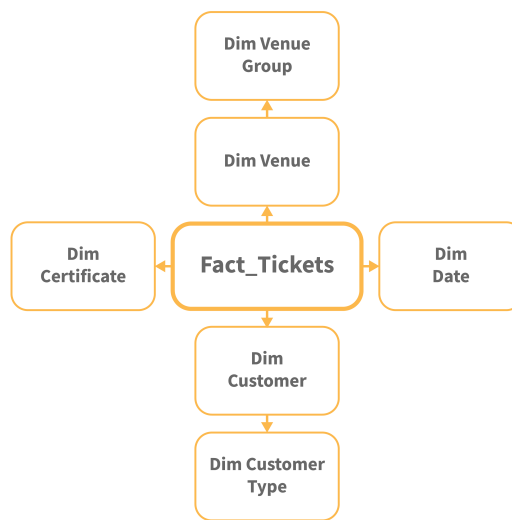 Dim Venue
Group
Dim Venue
Dim
Certificate
Fact_Tickets
Dim
Date
Dim
Customer
Dim Customer
Type